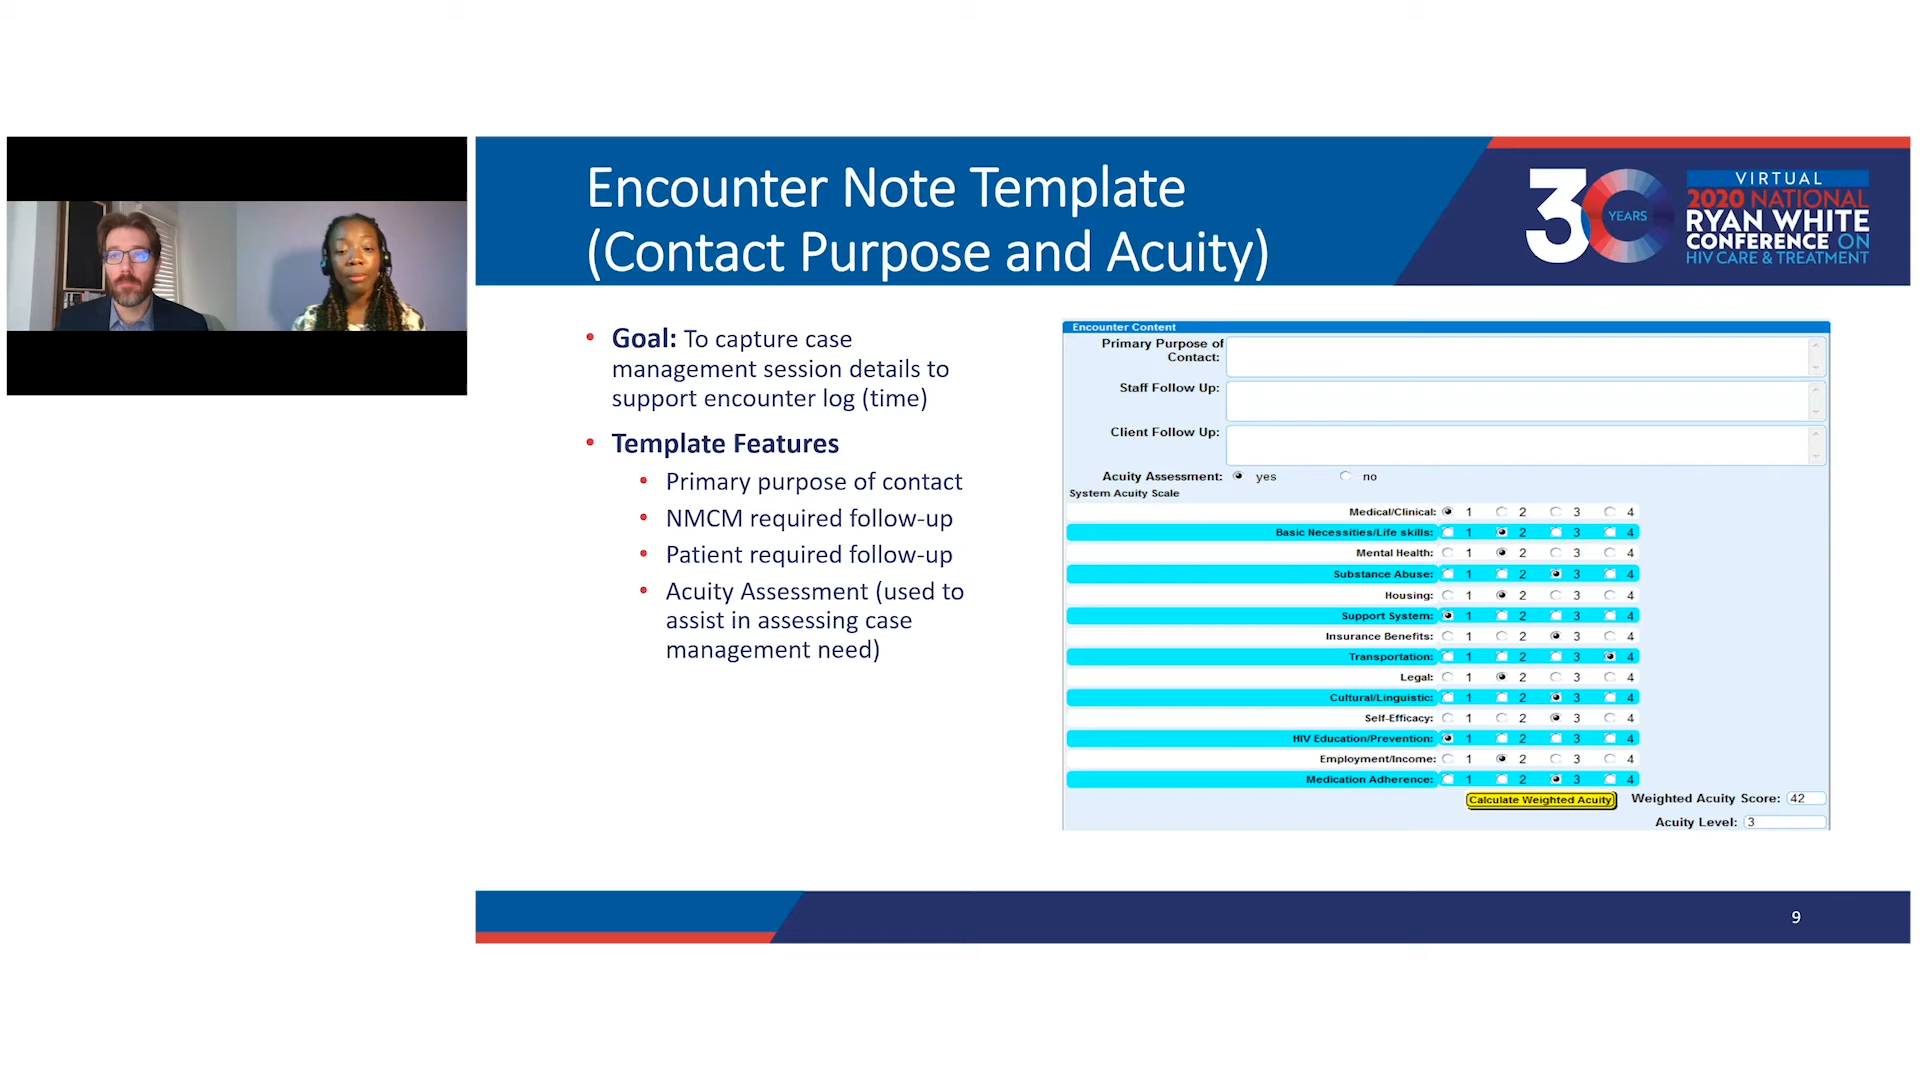 Encounter Note Template
(Contact Purpose and Acuity)
30 YEARS
VIRTUAL
2020 NATIONAL
RYAN WHITE
CONFERENCE ON
HIV CARE & TREATMENT
• Goal: To capture case
management session details to
support encounter log (time)
• Template Features
• Primary purpose of contact
• NMCM required follow-up
• Patient required follow-up
• Acuity Assessment (used to
assist in assessing case
management need)
Encounter Content
Primary Purpose of
Contact:
Staff Follow Up:
Client Follow Up:
Acuity Assessment: yes no
System Acuity Scale
Medical/Clinical: 1 2 3 4
Basic Necessities/Life skills: 1 2 3 4
Mental Health: 1 2 3 4
Substance Abuse: 1 2 3 4
Housing: 1 2 3 4
Support System: 1 2 3 4
Insurance Benefits: 1 2 3 4
Transportation: 1 2 3 4
Legal: 1 2 3 4
Cultural/Linguistic: 1 2 3 4
Self-Efficacy: 1 2 3 4
HIV Education/Prevention: 1 2 3 4
Employment/Income: 1 2 3 4
Medication Adherence: 1 2 3 4
Calculate Weighted Acuity Weighted Acuity Score: 42
Acuity Level: 3
9